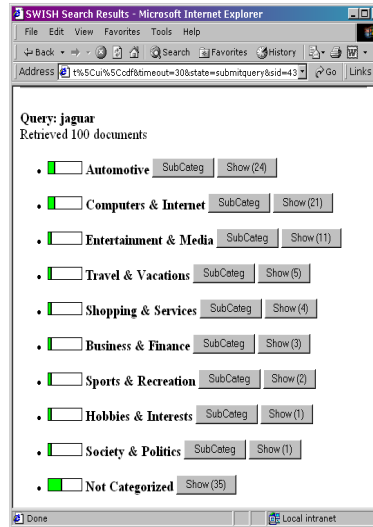 SWISH Search Results - Microsoft Internet Explorer
File Edit View Favorites Tools Help
Back Search Favorites History
Address t%5Cui%5Ccdf&timeout=30&state=submitquery&sid=43 Go Links
Query: jaguar
Retrieved 100 documents
Automotive SubCateg Show (24)
Computers & Internet SubCateg Show (21)
Entertainment & Media SubCateg Show (11)
Travel & Vacations SubCateg Show (5)
Shopping & Services SubCateg Show (4)
Business & Finance SubCateg Show (3)
Sports & Recreation SubCateg Show (2)
Hobbies & Interests SubCateg Show (1)
Society & Politics SubCateg Show (1)
Not Categorized Show (35)
Done Local intranet